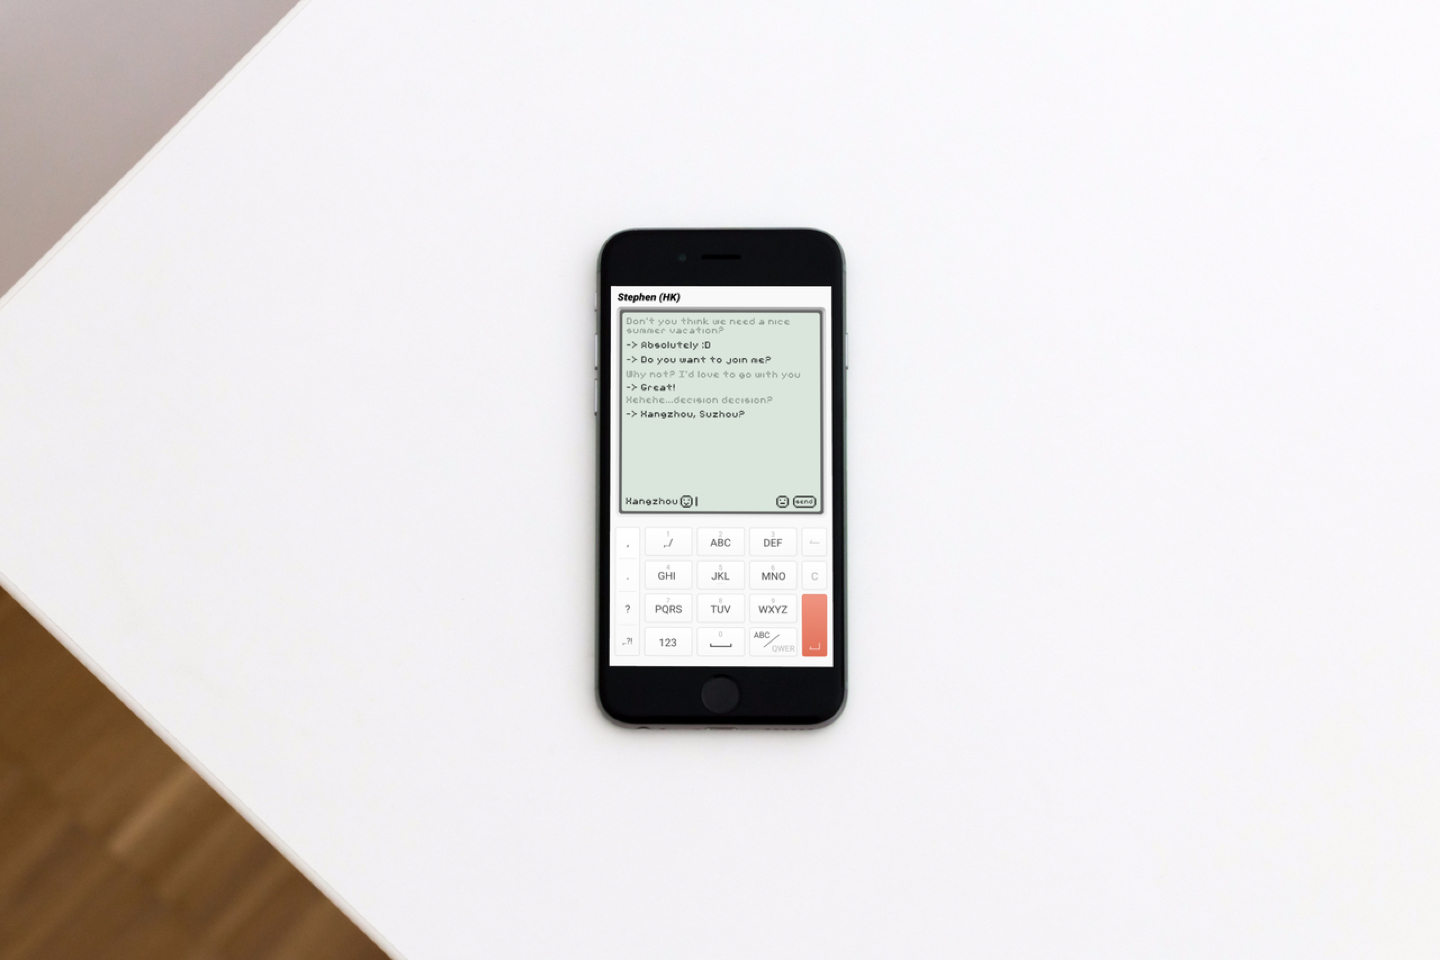 Stephen (HK)
Don't you think we need a nice
summer vacation?
-> Absolutely :D
-> Do you want to join me?
Why not? I'd love to go with you
-> Great!
Hehehe...decision decision?
-> Hangzhou, Suzhou?
Hangzhou
send
, 1 ,./ 2 ABC 3 DEF
. 4 GHI 5 JKL 6 MNO C
? 7 PQRS 8 TUV 9 WXYZ
.,?! 123 0 ABC/QWER